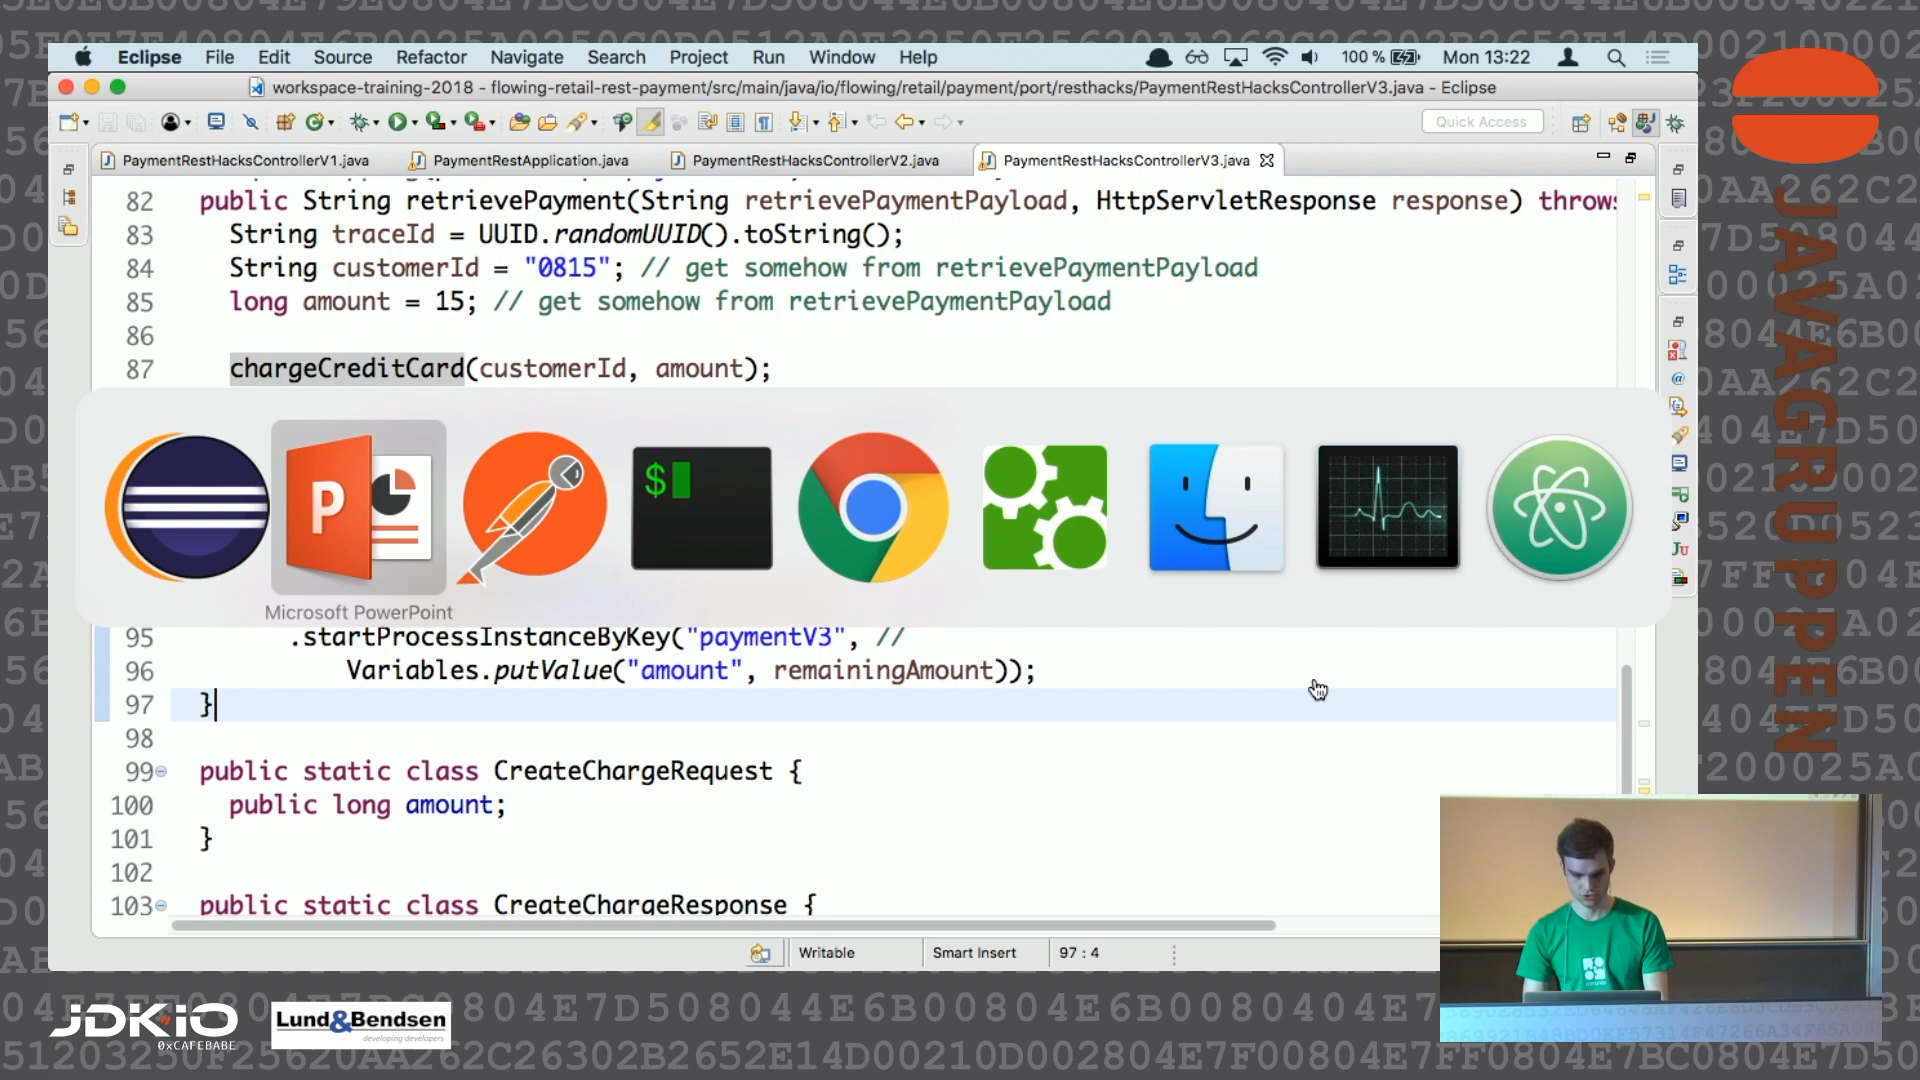 Eclipse File Edit Source Refactor Navigate Search Project Run Window Help 100 % Mon 13:22
workspace-training-2018 - flowing-retail-rest-payment/src/main/java/io/flowing/retail/payment/port/resthacks/PaymentRestHacksControllerV3.java - Eclipse
Quick Access
PaymentRestHacksControllerV1.java PaymentRestApplication.java PaymentRestHacksControllerV2.java PaymentRestHacksControllerV3.java
82 public String retrievePayment(String retrievePaymentPayload, HttpServletResponse response) throws
83 String traceId = UUID.randomUUID().toString();
84 String customerId = "0815"; // get somehow from retrievePaymentPayload
85 long amount = 15; // get somehow from retrievePaymentPayload
86
87 chargeCreditCard(customerId, amount);
P
$
Microsoft PowerPoint
95 .startProcessInstanceByKey("paymentV3", //
96 Variables.putValue("amount", remainingAmount));
97 }
98
99 public static class CreateChargeRequest {
100 public long amount;
101 }
102
103 public static class CreateChargeResponse {
Writable Smart Insert 97 : 4
JAVAGRUPPEN
JDK.IO
0xCAFEBABE
Lund&Bendsen
developing developers